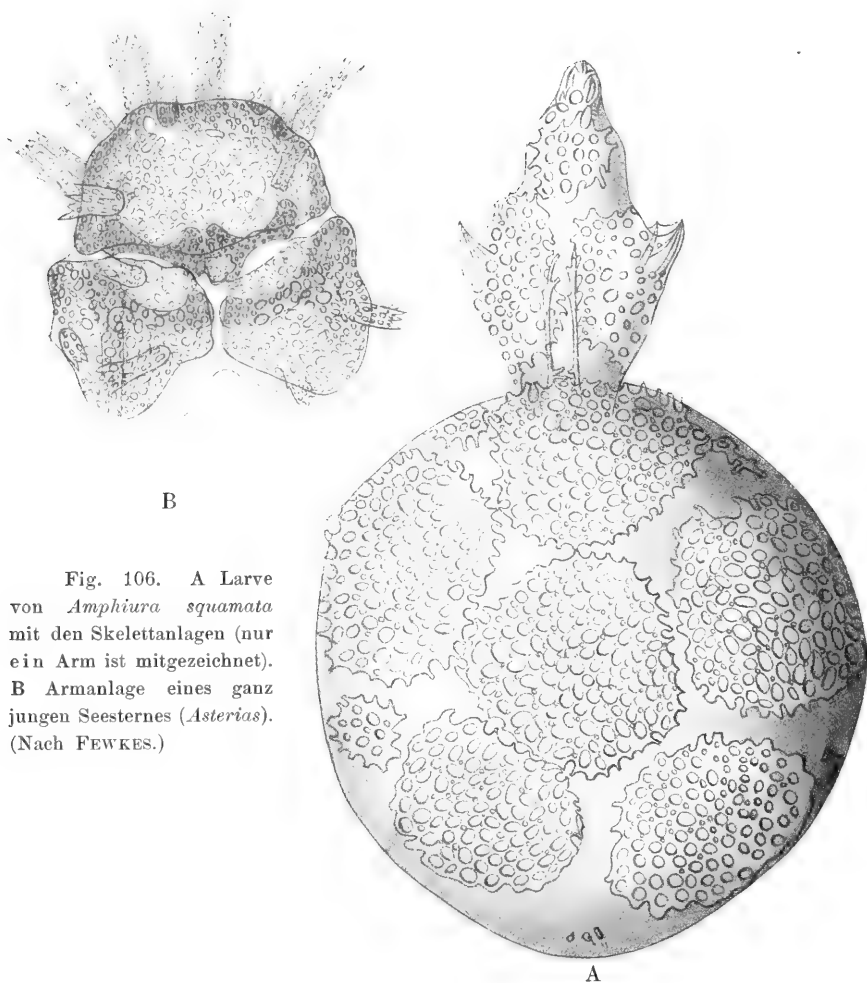 B
Fig. 106. A Larve
von Amphiura squamata
mit den Skelettanlagen (nur
ein Arm ist mitgezeichnet).
B Armanlage eines ganz
jungen Seesternes (Asterias).
(Nach FEWKES.)
A